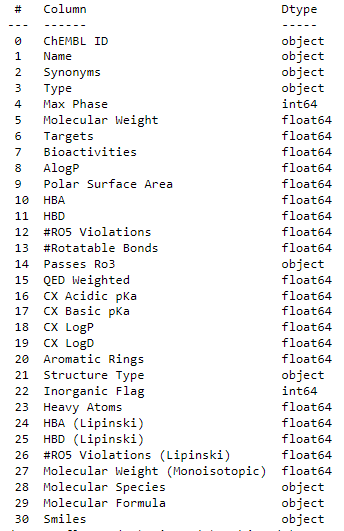 #   Column                          Dtype
--- ------                          -----
0   ChEMBL ID                       object
1   Name                            object
2   Synonyms                        object
3   Type                            object
4   Max Phase                       int64
5   Molecular Weight                float64
6   Targets                         float64
7   Bioactivities                   float64
8   AlogP                           float64
9   Polar Surface Area              float64
10  HBA                             float64
11  HBD                             float64
12  #RO5 Violations                 float64
13  #Rotatable Bonds                float64
14  Passes Ro3                      object
15  QED Weighted                    float64
16  CX Acidic pKa                   float64
17  CX Basic pKa                    float64
18  CX LogP                         float64
19  CX LogD                         float64
20  Aromatic Rings                  float64
21  Structure Type                  object
22  Inorganic Flag                  int64
23  Heavy Atoms                     float64
24  HBA (Lipinski)                  float64
25  HBD (Lipinski)                  float64
26  #RO5 Violations (Lipinski)      float64
27  Molecular Weight (Monoisotopic) float64
28  Molecular Species               object
29  Molecular Formula               object
30  Smiles                          object